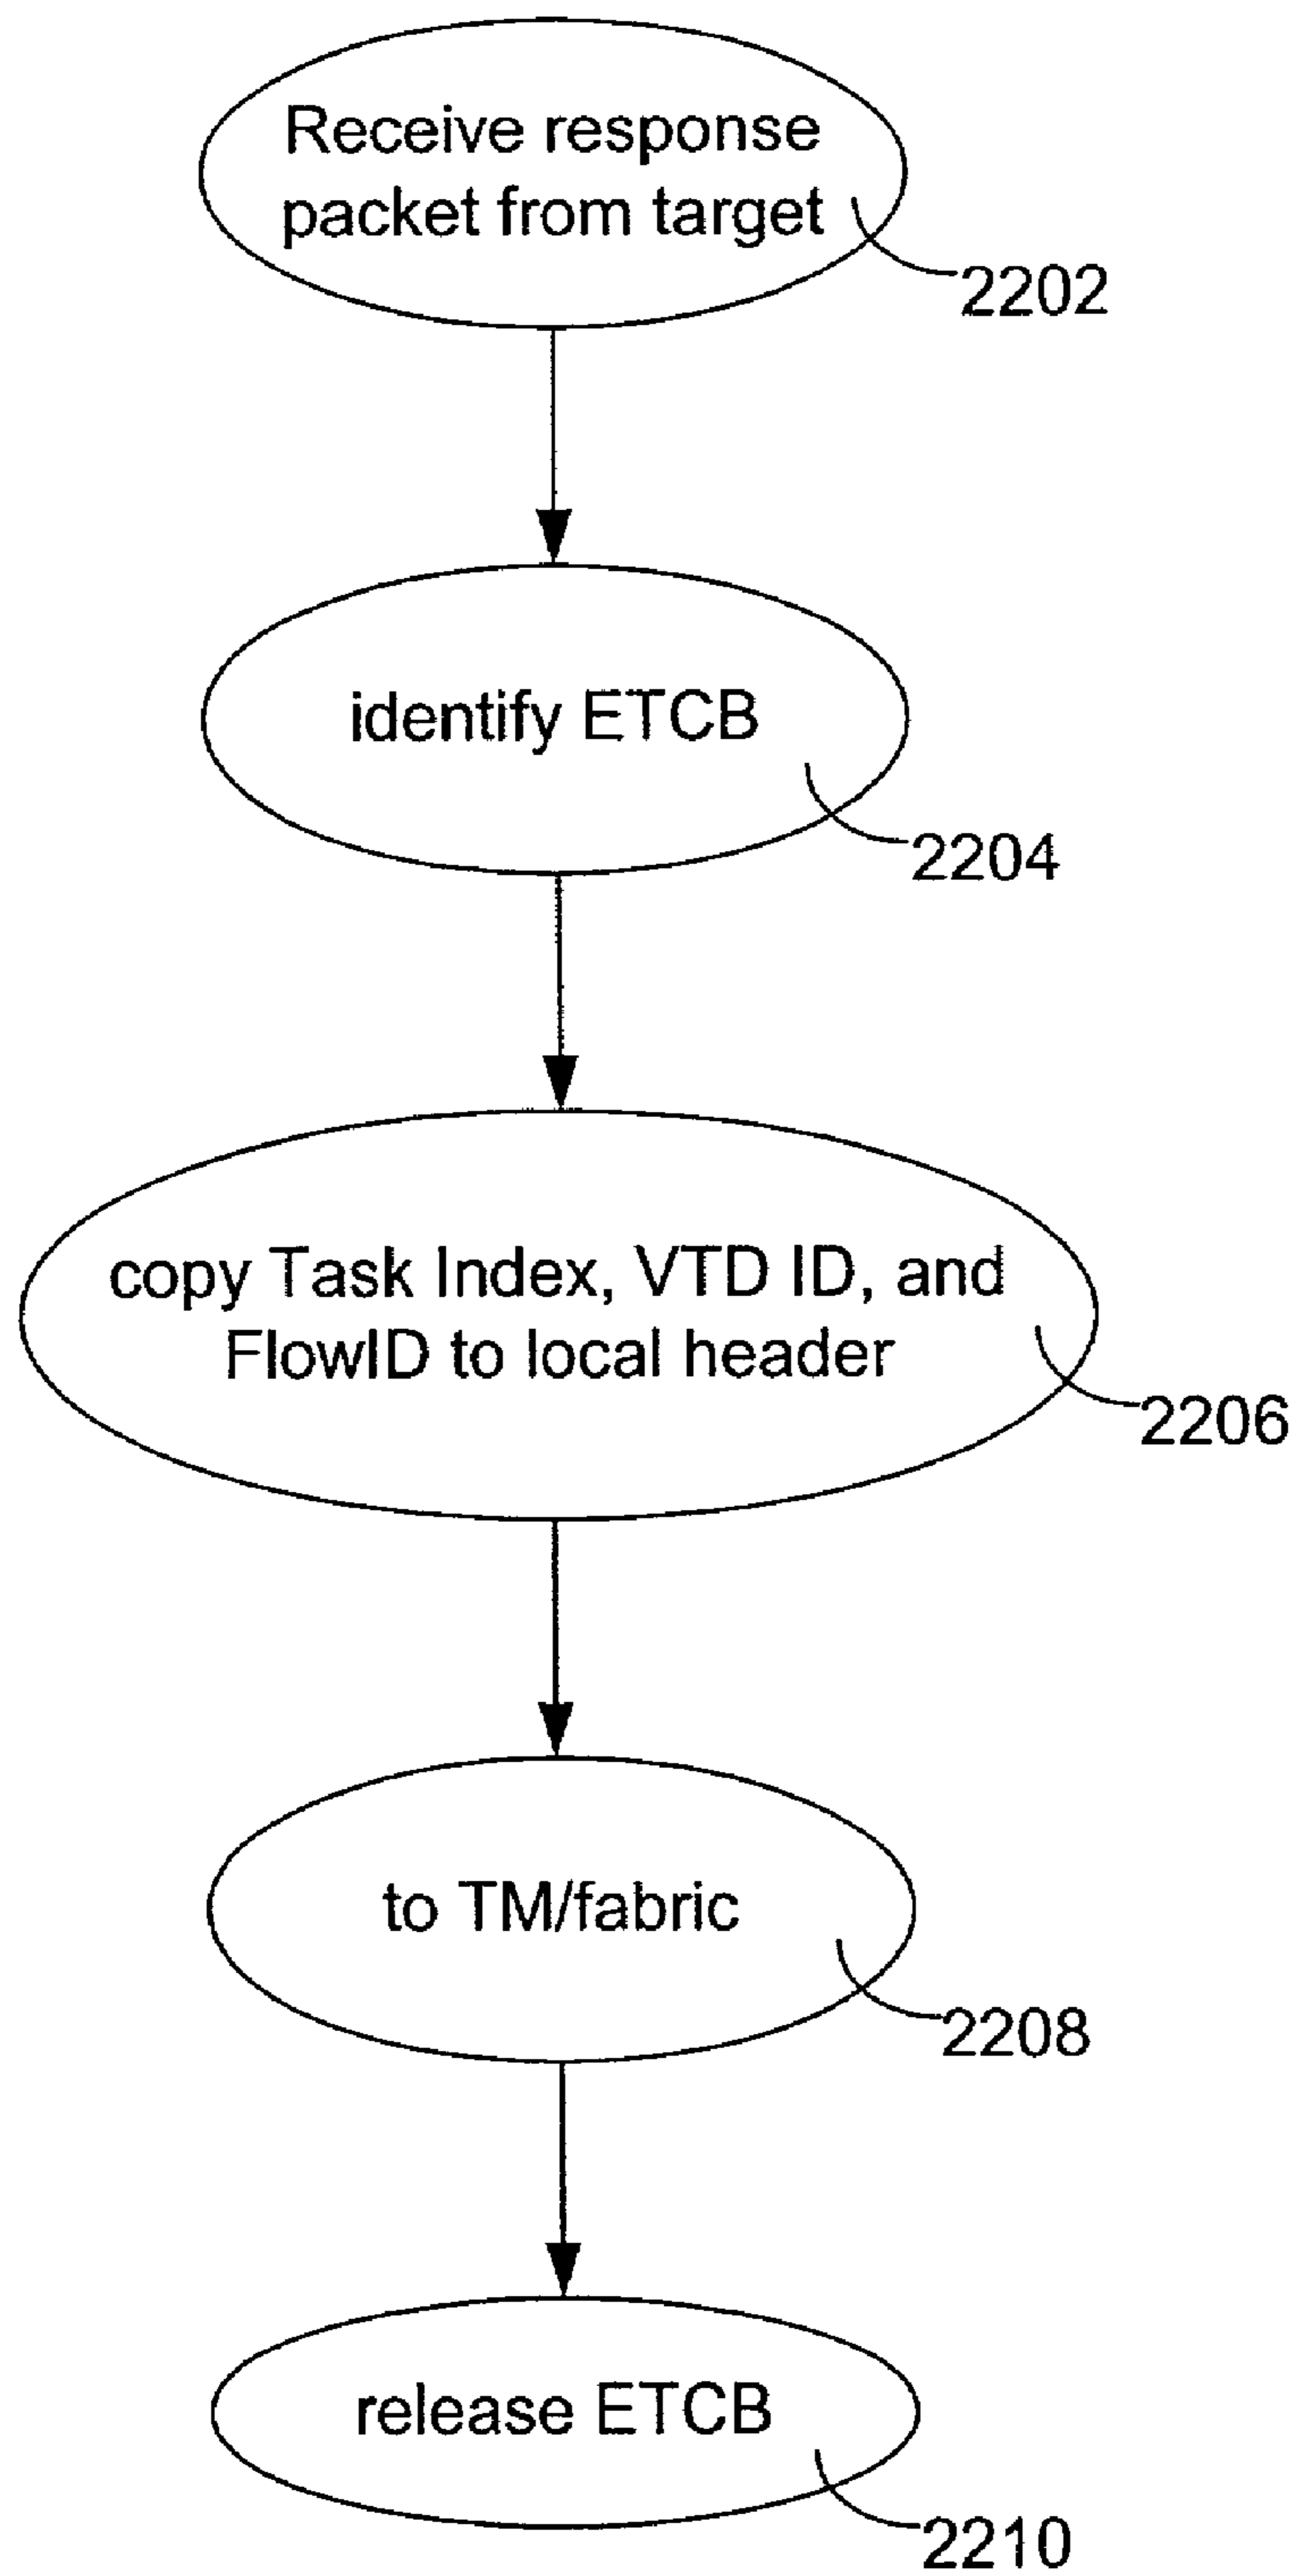 Receive response
packet from target
2202
identify ETCB
2204
copy Task Index, VTD ID, and
FlowID to local header
2206
to TM/fabric
2208
release ETCB
2210